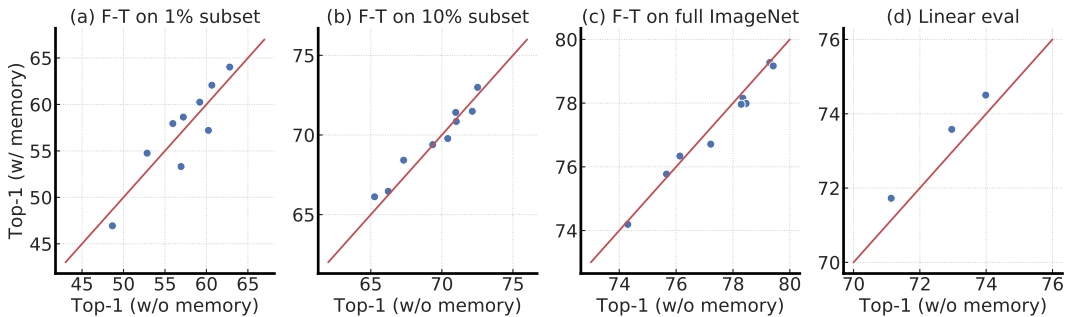 (a) F-T on 1% subset
Top-1 (w/ memory)
65
60
55
50
45
45 50 55 60 65
Top-1 (w/o memory)
(b) F-T on 10% subset
75
70
65
65 70 75
Top-1 (w/o memory)
(c) F-T on full ImageNet
80
78
76
74
74 76 78 80
Top-1 (w/o memory)
(d) Linear eval
76
74
72
70
70 72 74 76
Top-1 (w/o memory)